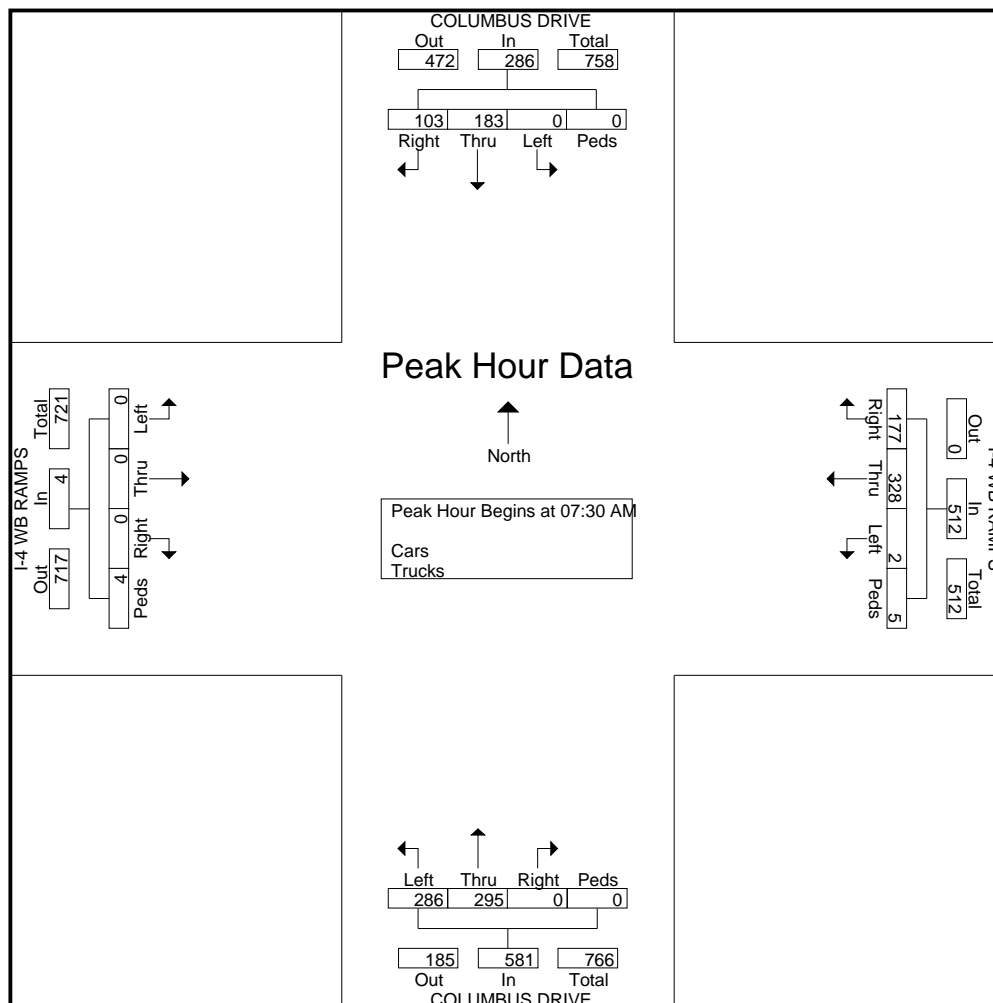 COLUMBUS DRIVE
Out In Total
472 286 758
103 183 0 0
Right Thru Left Peds
Peak Hour Data
North
Peak Hour Begins at 07:30 AM
Cars
Trucks
I-4 WB RAMPS
Out In Total
717 4 721
Left Thru Right Peds
0 0 0 4
I-4 WB RAMPS
Out In Total
0 512 512
177 328 2 5
Right Thru Left Peds
Left Thru Right Peds
286 295 0 0
185 581 766
Out In Total
COLUMBUS DRIVE